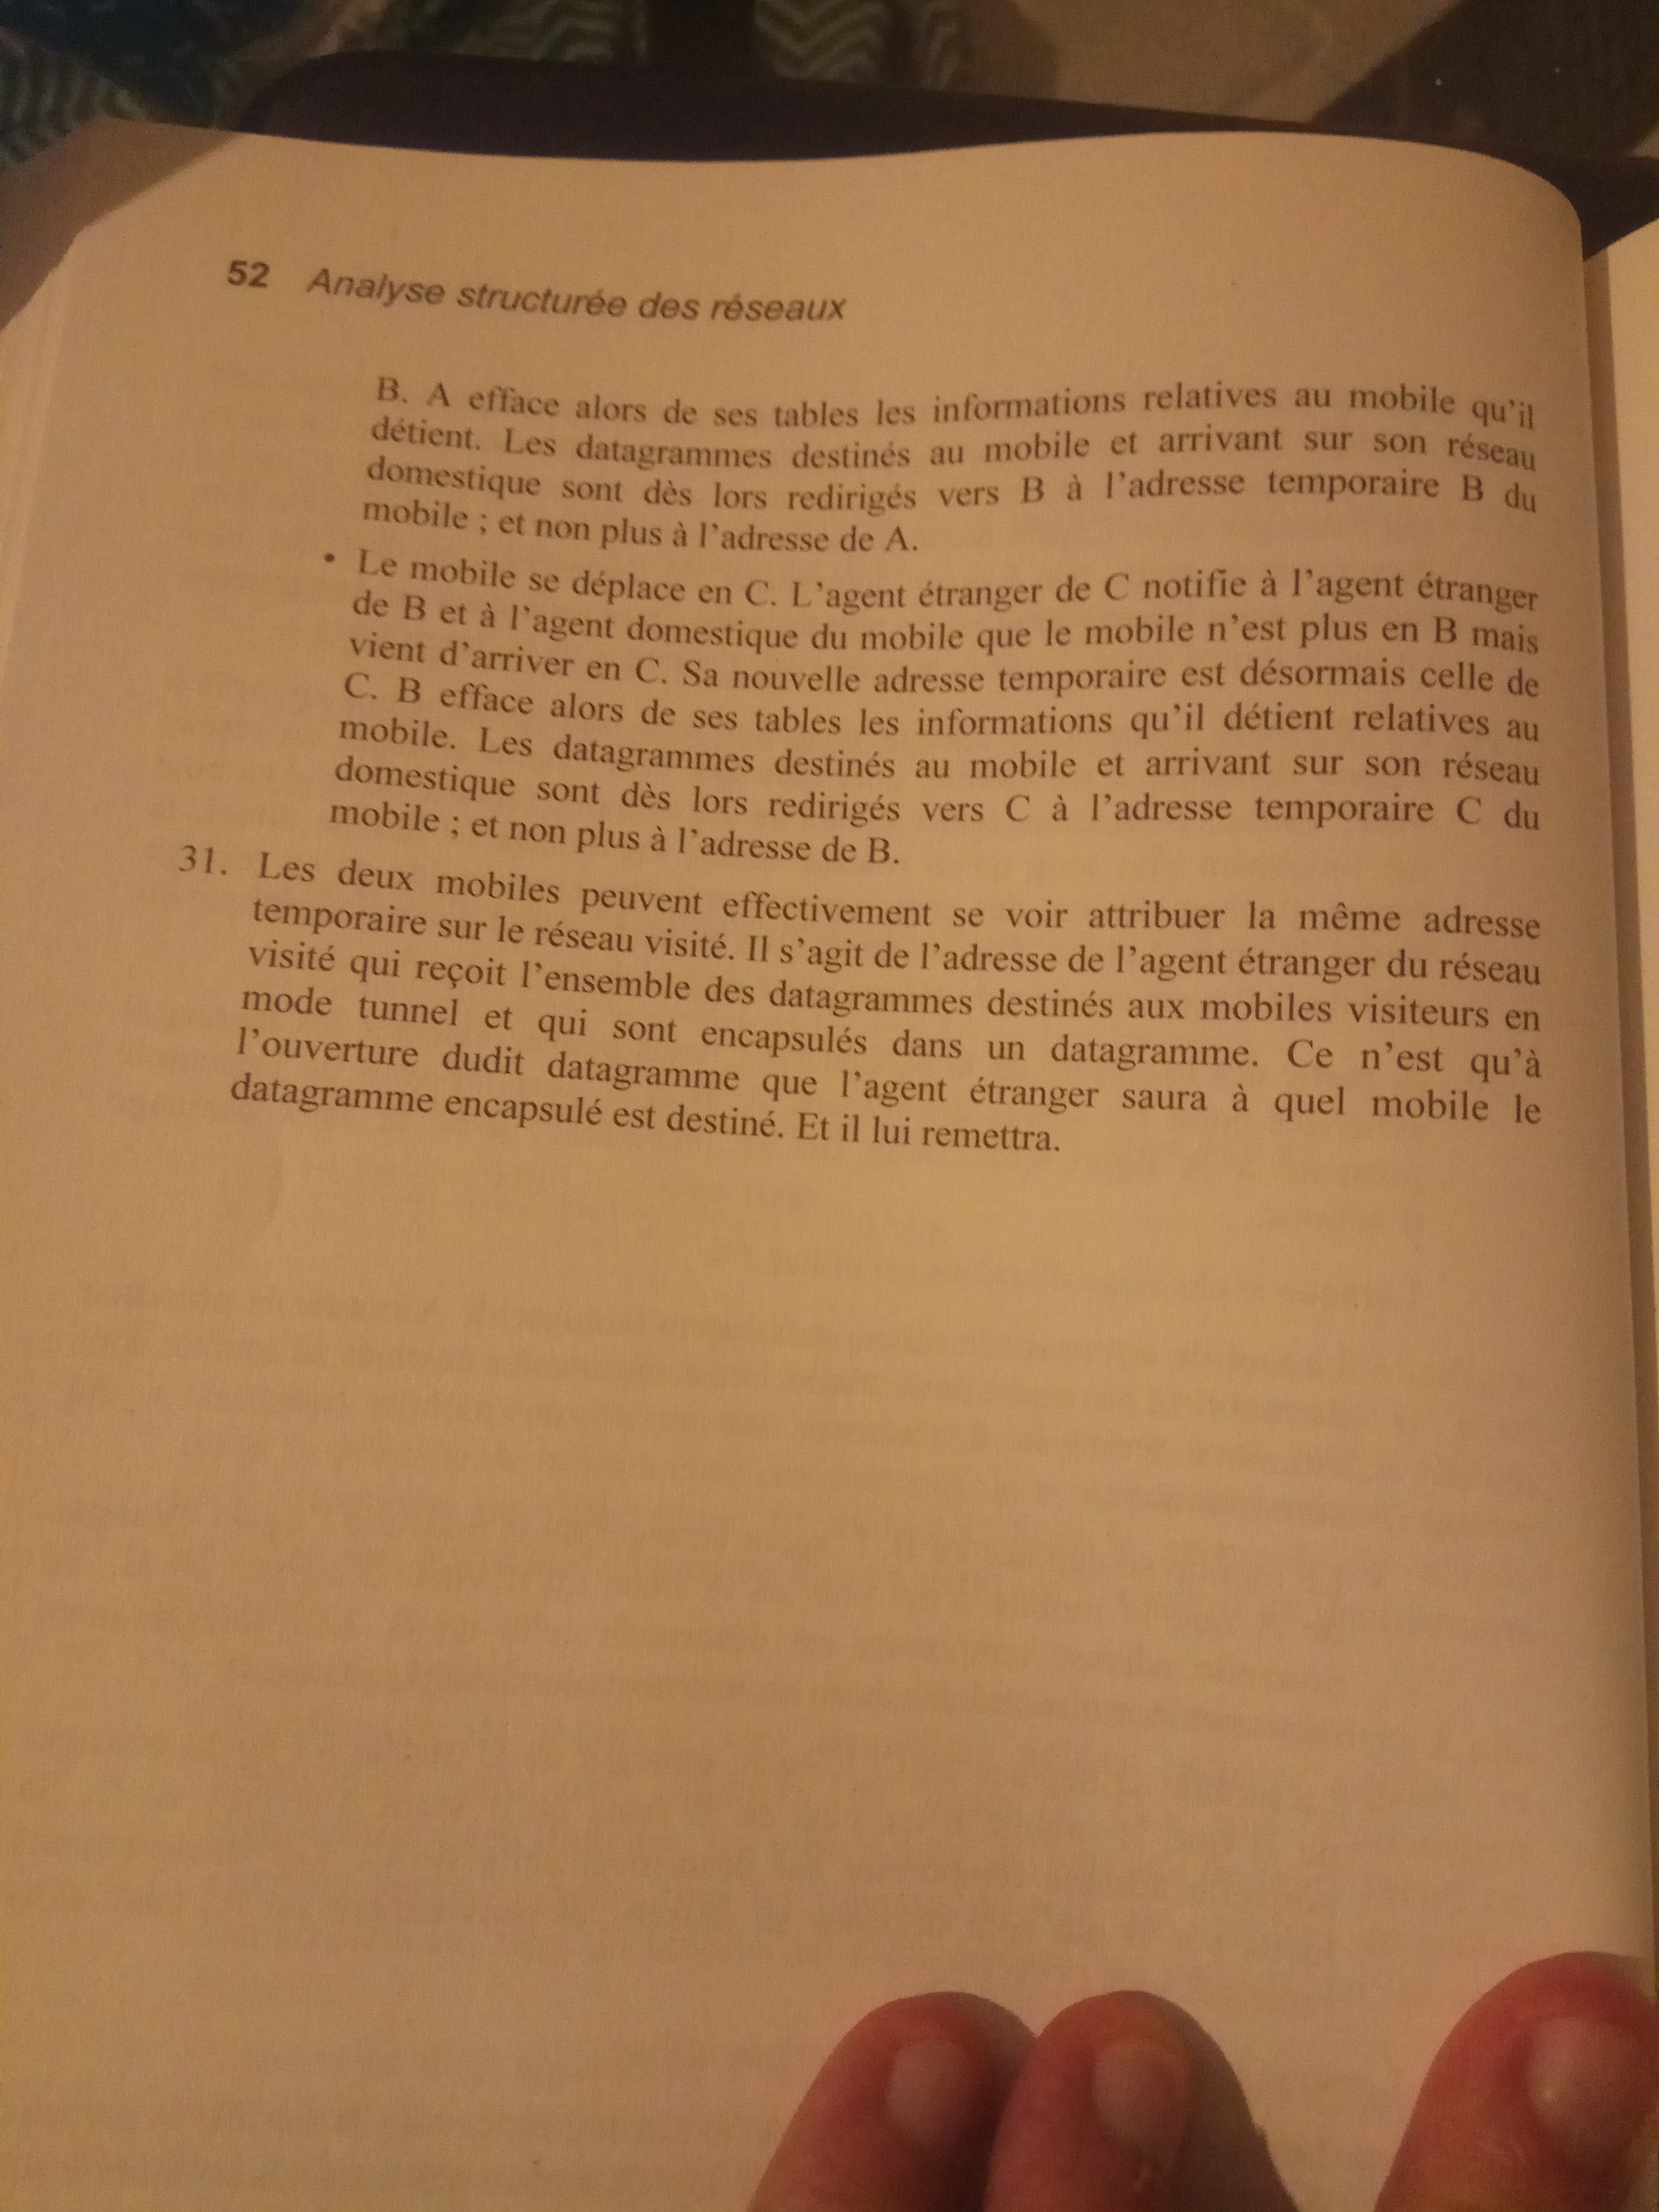 52 Analyse structurée des réseaux
B. A efface alors de ses tables les informations relatives au mobile qu'il
détient. Les datagrammes destinés au mobile et arrivant sur son réseau
domestique sont dès lors redirigés vers B à l'adresse temporaire B du
mobile ; et non plus à l'adresse de A.
• Le mobile se déplace en C. L'agent étranger de C notifie à l'agent étranger
de B et à l'agent domestique du mobile que le mobile n'est plus en B mais
vient d'arriver en C. Sa nouvelle adresse temporaire est désormais celle de
C. B efface alors de ses tables les informations qu'il détient relatives au
mobile. Les datagrammes destinés au mobile et arrivant sur son réseau
domestique sont dès lors redirigés vers C à l'adresse temporaire C du
mobile ; et non plus à l'adresse de B.
31. Les deux mobiles peuvent effectivement se voir attribuer la même adresse
temporaire sur le réseau visité. Il s'agit de l'adresse de l'agent étranger du réseau
visité qui reçoit l'ensemble des datagrammes destinés aux mobiles visiteurs en
mode tunnel et qui sont encapsulés dans un datagramme. Ce n'est qu'à
l'ouverture dudit datagramme que l'agent étranger saura à quel mobile le
datagramme encapsulé est destiné. Et il lui remettra.